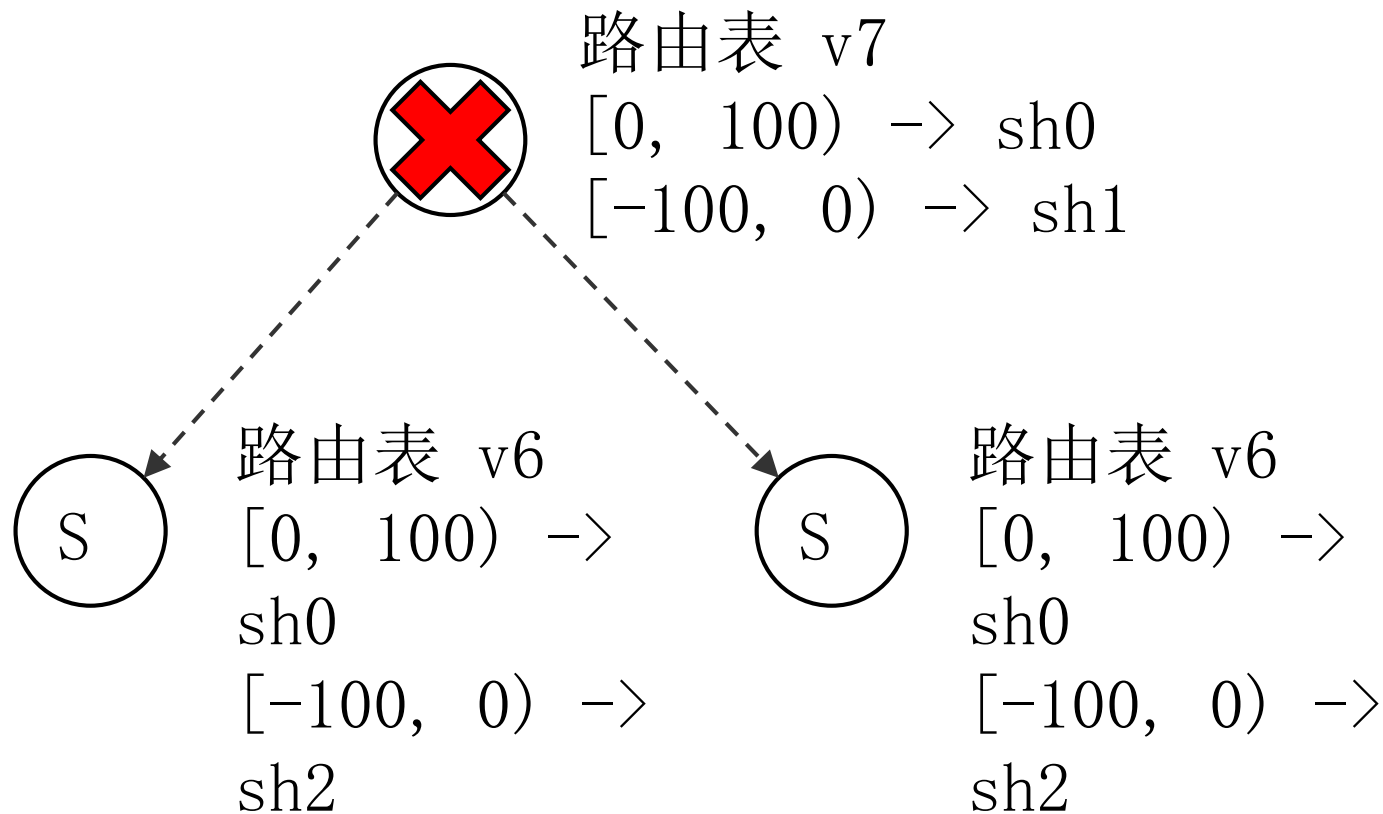 路由表 v7
[0, 100) -> sh0
[-100, 0) -> sh1
S
路由表 v6
[0, 100) ->
sh0
[-100, 0) ->
sh2
S
路由表 v6
[0, 100) ->
sh0
[-100, 0) ->
sh2